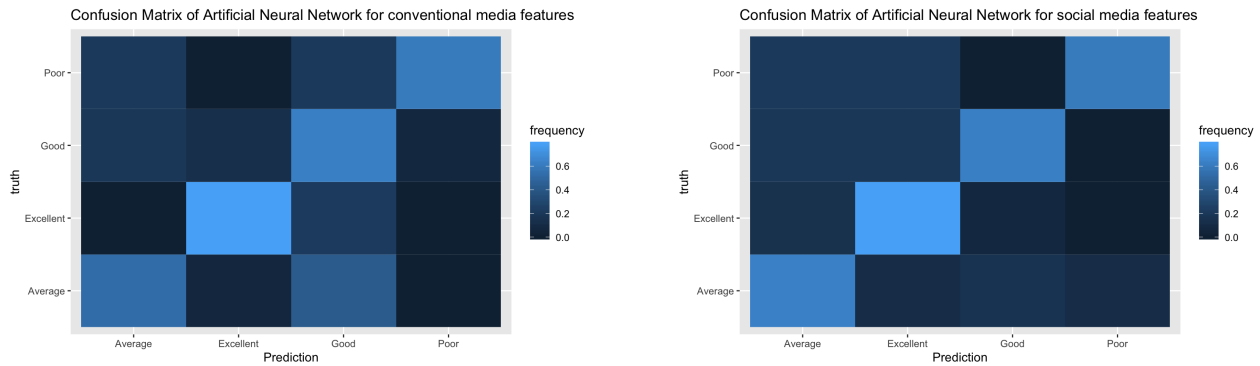 Confusion Matrix of Artificial Neural Network for conventional media features
truth
Poor
Good
Excellent
Average
Average Excellent Good Poor
Prediction
frequency
0.6
0.4
0.2
0.0
Confusion Matrix of Artificial Neural Network for social media features
truth
Poor
Good
Excellent
Average
Average Excellent Good Poor
Prediction
frequency
0.6
0.4
0.2
0.0